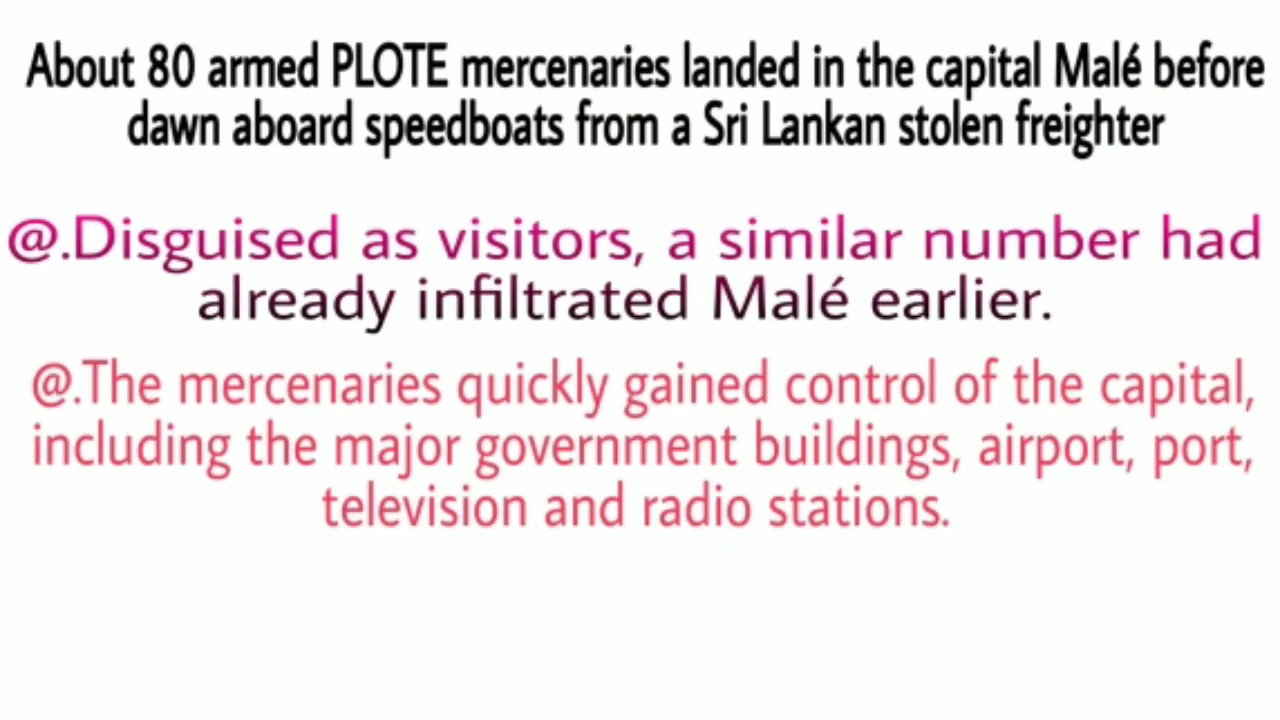 About 80 armed PLOTE mercenaries landed in the capital Malé before
dawn aboard speedboats from a Sri Lankan stolen freighter
@.Disguised as visitors, a similar number had
already infiltrated Malé earlier.
@.The mercenaries quickly gained control of the capital,
including the major government buildings, airport, port,
television and radio stations.